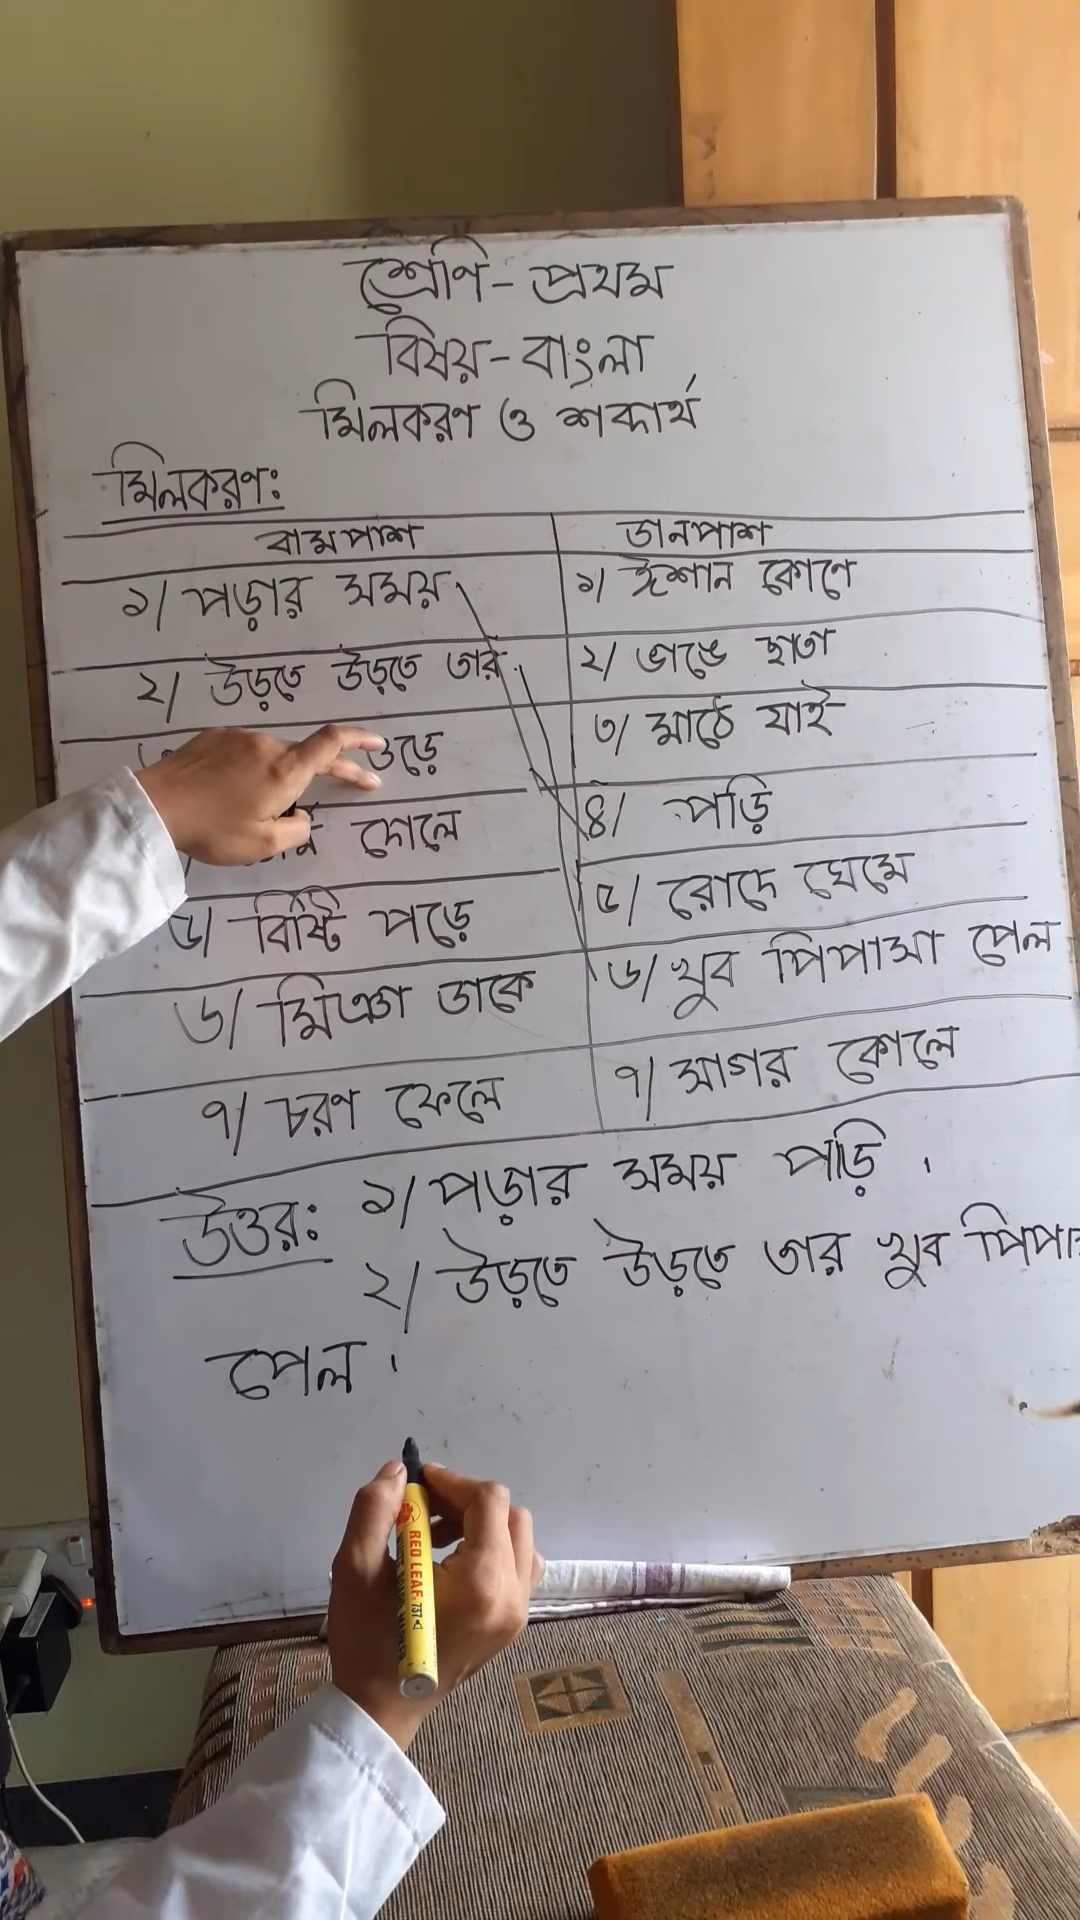 শ্রেণি - প্রথম
বিষয় - বাংলা
মিলকরণ ও শব্দার্থ
মিলকরণঃ
বামপাশ ডানপাশ
১/ পড়ার সময় ১/ ঈশান কোণে
২/ উড়তে উড়তে তার ২/ ভাঙে ছাতা
ওড়ে ৩/ মাঠে যাই
দোলে ৪/ পড়ি
৫/ বিষ্টি পড়ে ৫/ রোদে ঘেমে
৬/ মিঞা ডাকে ৬/ খুব পিপাসা পেল
৭/ চরণ ফেলে ৭/ সাগর কোলে
উত্তরঃ ১/ পড়ার সময় পড়ি ।
২/ উড়তে উড়তে তার খুব পিপা
পেল ।
RED LEAF 737